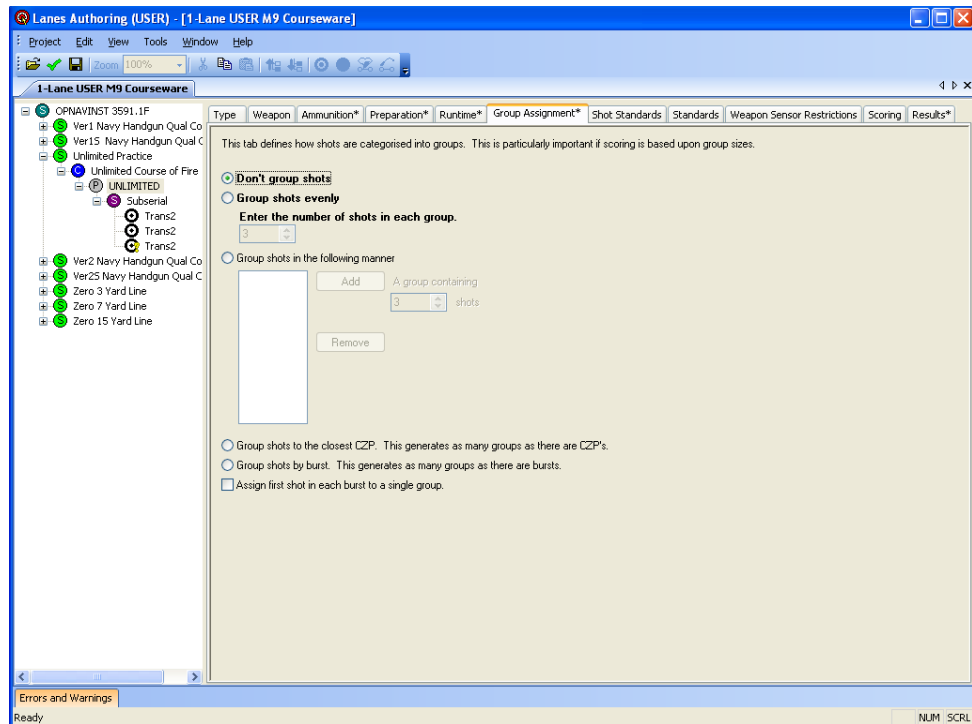 Lanes Authoring (USER) - [1-Lane USER M9 Courseware]
Project Edit View Tools Window Help
Zoom 100%
1-Lane USER M9 Courseware
OPNAVINST 3591.1F
Ver1 Navy Handgun Qual Co
Ver1S Navy Handgun Qual C
Unlimited Practice
Unlimited Course of Fire
UNLIMITED
Subserial
Trans2
Trans2
Trans2
Ver2 Navy Handgun Qual Co
Ver2S Navy Handgun Qual C
Zero 3 Yard Line
Zero 7 Yard Line
Zero 15 Yard Line
Type Weapon Ammunition* Preparation* Runtime* Group Assignment* Shot Standards Standards Weapon Sensor Restrictions Scoring Results*
This tab defines how shots are categorised into groups. This is particularly important if scoring is based upon group sizes.
Don't group shots
Group shots evenly
Enter the number of shots in each group.
3
Group shots in the following manner
Add A group containing
3 shots
Remove
Group shots to the closest CZP. This generates as many groups as there are CZP's.
Group shots by burst. This generates as many groups as there are bursts.
Assign first shot in each burst to a single group.
Errors and Warnings
Ready NUM SCRL